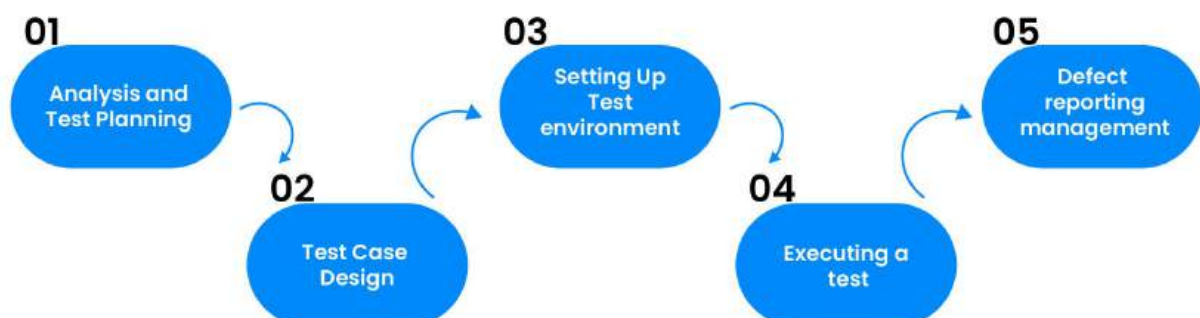 01
Analysis and
Test Planning
02
Test Case
Design
03
Setting Up
Test
environment
04
Executing a
test
05
Defect
reporting
management